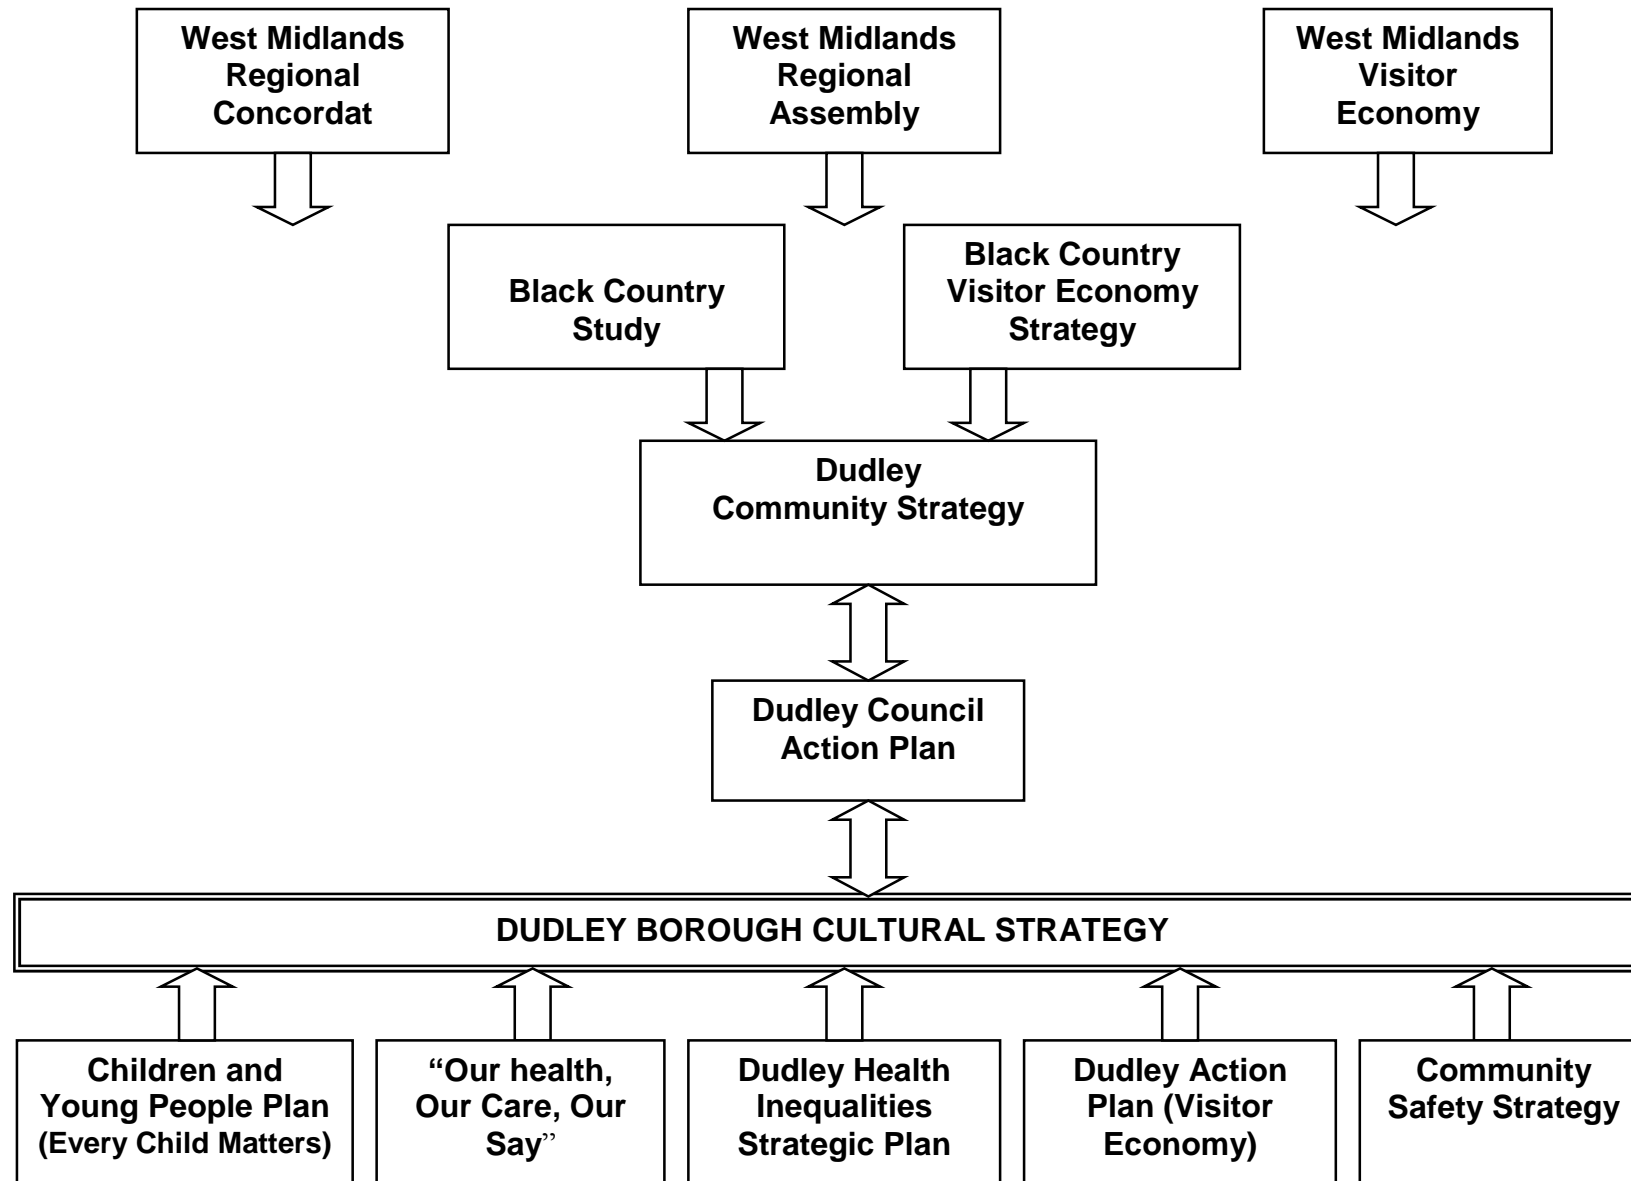 West Midlands
Regional
Concordat
West Midlands
Regional
Assembly
West Midlands
Visitor
Economy
Black Country
Study
Black Country
Visitor Economy
Strategy
Dudley
Community Strategy
Dudley Council
Action Plan
DUDLEY BOROUGH CULTURAL STRATEGY
Children and
Young People Plan
(Every Child Matters)
“Our health,
Our Care, Our
Say”
Dudley Health
Inequalities
Strategic Plan
Dudley Action
Plan (Visitor
Economy)
Community
Safety Strategy